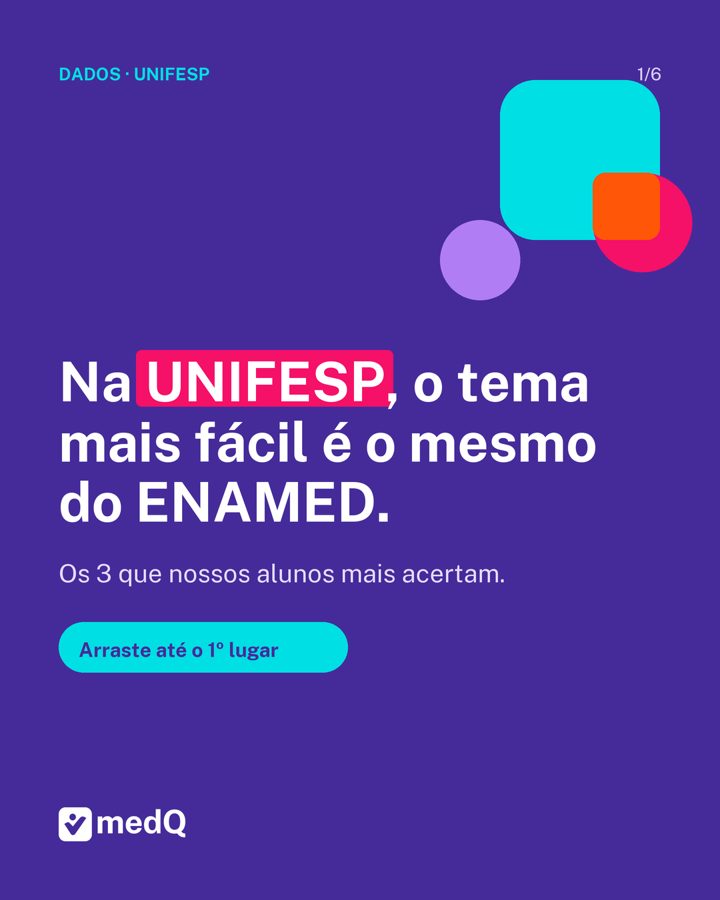 DADOS · UNIFESP
1/6
Na UNIFESP, o tema
mais fácil é o mesmo
do ENAMED.
Os 3 que nossos alunos mais acertam.
Arraste até o 1º lugar
medQ